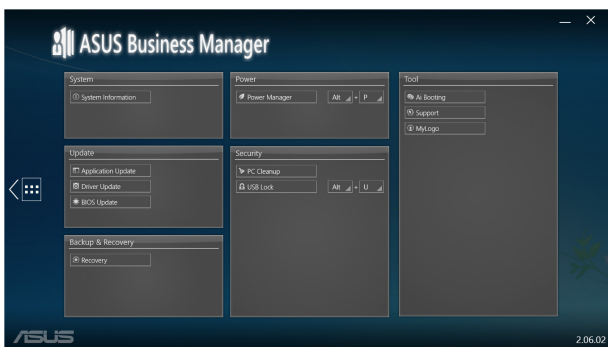 ASUS Business Manager
System
System Information
Update
Application Update
Driver Update
BIOS Update
Backup & Recovery
Recovery
Power
Power Manager Alt + P
Security
PC Cleanup
USB Lock Alt + U
Tool
Ai Booting
Support
MyLogo
ASUS
2.06.02